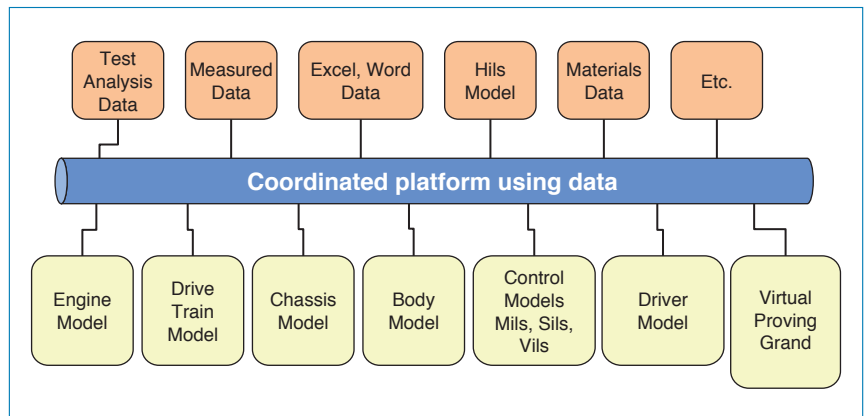 Test
Analysis
Data
Measured
Data
Excel, Word
Data
Hils
Model
Materials
Data
Etc.
Coordinated platform using data
Engine
Model
Drive
Train
Model
Chassis
Model
Body
Model
Control
Models
Mils, Sils,
Vils
Driver
Model
Virtual
Proving
Grand